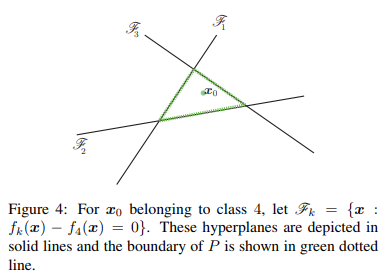 ℱ₃ ℱ₁
𝒙₀
ℱ₂
Figure 4: For 𝒙₀ belonging to class 4, let ℱₖ = {𝒙 :
fₖ(𝒙) − f₄(𝒙) = 0}. These hyperplanes are depicted in
solid lines and the boundary of P is shown in green dotted
line.